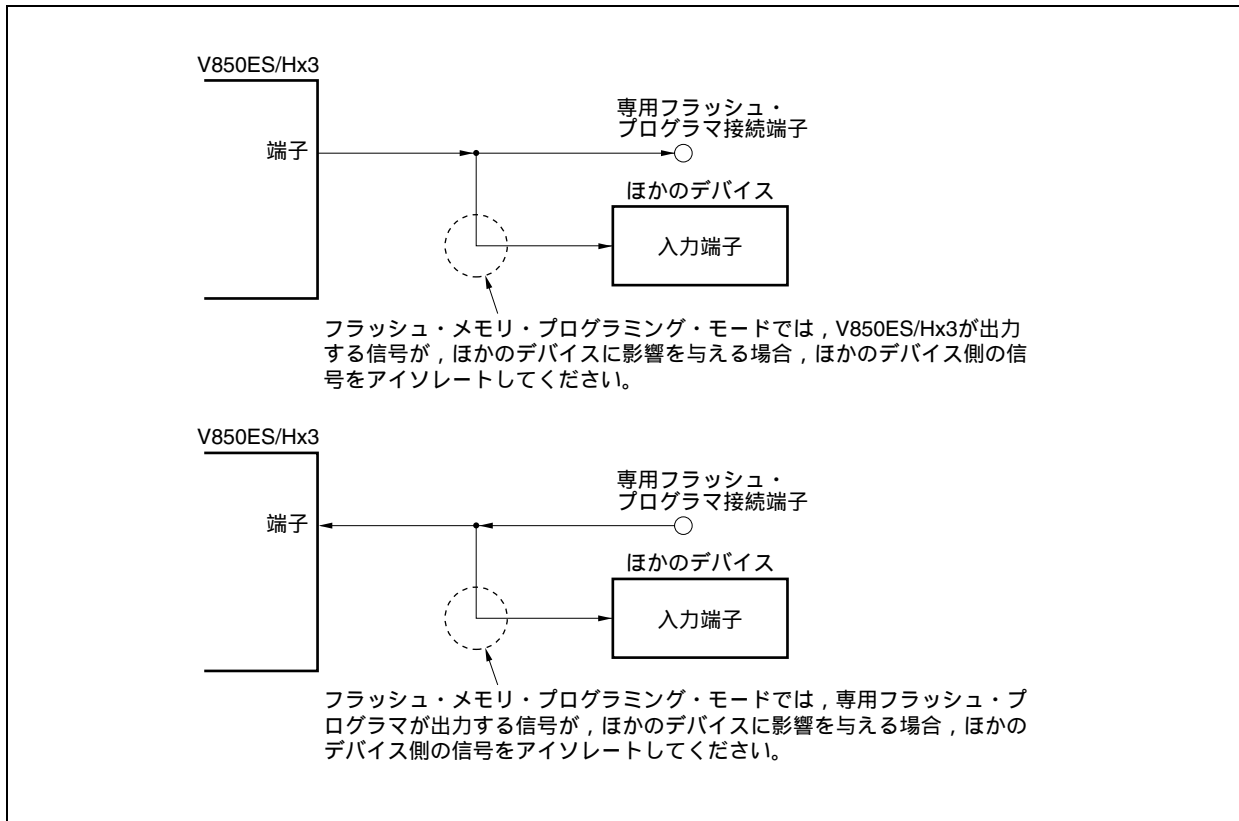 V850ES/Hx3
端子
専用フラッシュ・
プログラマ接続端子
ほかのデバイス
入力端子
フラッシュ・メモリ・プログラミング・モードでは，V850ES/Hx3が出力
する信号が，ほかのデバイスに影響を与える場合，ほかのデバイス側の信
号をアイソレートしてください。
V850ES/Hx3
端子
専用フラッシュ・
プログラマ接続端子
ほかのデバイス
入力端子
フラッシュ・メモリ・プログラミング・モードでは，専用フラッシュ・プ
ログラマが出力する信号が，ほかのデバイスに影響を与える場合，ほかの
デバイス側の信号をアイソレートしてください。